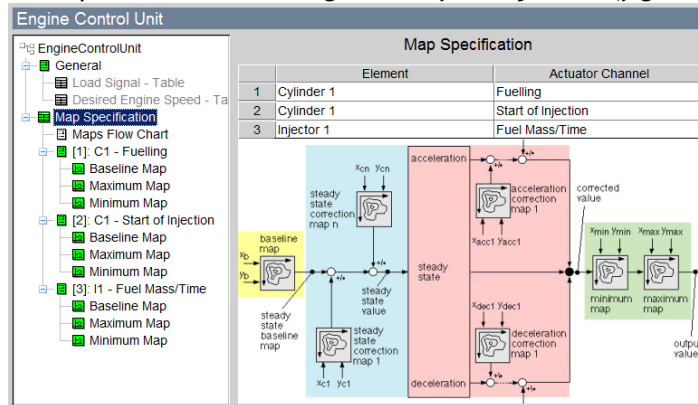 Engine Control Unit
EngineControlUnit
General
Load Signal - Table
Desired Engine Speed - Ta
Map Specification
Maps Flow Chart
[1]: C1 - Fuelling
Baseline Map
Maximum Map
Minimum Map
[2]: C1 - Start of Injection
Baseline Map
Maximum Map
Minimum Map
[3]: I1 - Fuel Mass/Time
Baseline Map
Maximum Map
Minimum Map
Map Specification
Element Actuator Channel
1 Cylinder 1 Fuelling
2 Cylinder 1 Start of Injection
3 Injector 1 Fuel Mass/Time
acceleration
+/*
+/*
xcn ycn
steady
state
correction
map n
acceleration
correction
map 1
corrected
value
xacc1 yacc1
xmin ymin xmax ymax
baseline
map
xb
yb
+/*
+/*
steady
state
minimum
map
maximum
map
steady
state
value
steady
state
baseline
map
xdec1 ydec1
steady
state
correction
map 1
deceleration
correction
map 1
output
value
xc1 yc1
deceleration
+/*
+/*